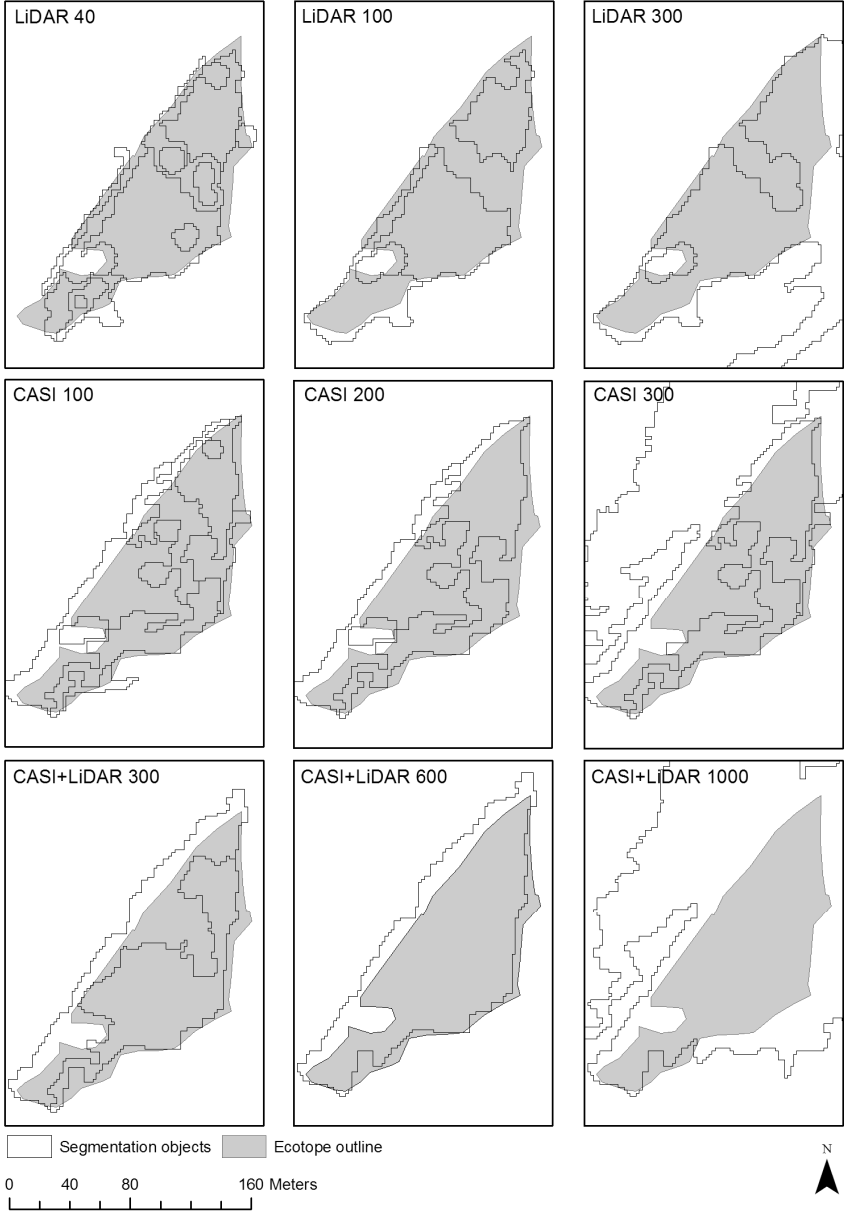 LiDAR 40
LiDAR 100
LiDAR 300
CASI 100
CASI 200
CASI 300
CASI+LiDAR 300
CASI+LiDAR 600
CASI+LiDAR 1000
Segmentation objects
Ecotope outline
N
0 40 80 160 Meters